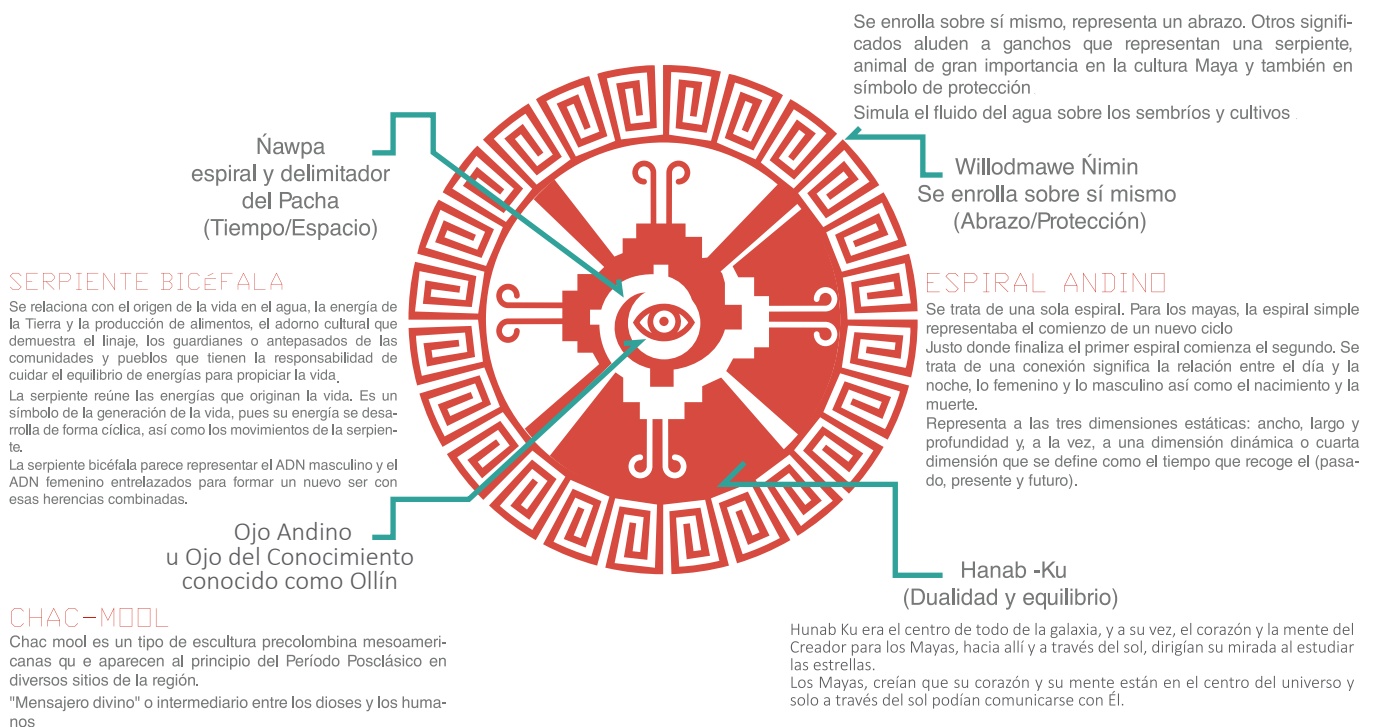 Se enrolla sobre sí mismo, representa un abrazo. Otros signifi-
cados aluden a ganchos que representan una serpiente,
animal de gran importancia en la cultura Maya y también en
símbolo de protección
Simula el fluido del agua sobre los sembríos y cultivos .
Ńawpa
espiral y delimitador
del Pacha
(Tiempo/Espacio)
Willodmawe Ńimin
Se enrolla sobre sí mismo
(Abrazo/Protección)
SERPIENTE BICéFALA
Se relaciona con el origen de la vida en el agua, la energía de
la Tierra y la producción de alimentos, el adorno cultural que
demuestra el linaje, los guardianes o antepasados de las
comunidades y pueblos que tienen la responsabilidad de
cuidar el equilibrio de energías para propiciar la vida.
La serpiente reúne las energías que originan la vida. Es un
símbolo de la generación de la vida, pues su energía se desa-
rrolla de forma cíclica, así como los movimientos de la serpien-
te.
La serpiente bicéfala parece representar el ADN masculino y el
ADN femenino entrelazados para formar un nuevo ser con
esas herencias combinadas.
ESPIRAL ANDINO
Se trata de una sola espiral. Para los mayas, la espiral simple
representaba el comienzo de un nuevo ciclo
Justo donde finaliza el primer espiral comienza el segundo. Se
trata de una conexión significa la relación entre el día y la
noche, lo femenino y lo masculino así como el nacimiento y la
muerte.
Representa a las tres dimensiones estáticas: ancho, largo y
profundidad y, a la vez, a una dimensión dinámica o cuarta
dimensión que se define como el tiempo que recoge el (pasa-
do, presente y futuro).
Ojo Andino
u Ojo del Conocimiento
conocido como Ollín
Hanab -Ku
(Dualidad y equilibrio)
CHAC-MOOL
Chac mool es un tipo de escultura precolombina mesoameri-
canas qu e aparecen al principio del Período Posclásico en
diversos sitios de la región.
"Mensajero divino" o intermediario entre los dioses y los huma-
nos
Hunab Ku era el centro de todo de la galaxia, y a su vez, el corazón y la mente del
Creador para los Mayas, hacia allí y a través del sol, dirigían su mirada al estudiar
las estrellas.
Los Mayas, creían que su corazón y su mente están en el centro del universo y
solo a través del sol podían comunicarse con Él.